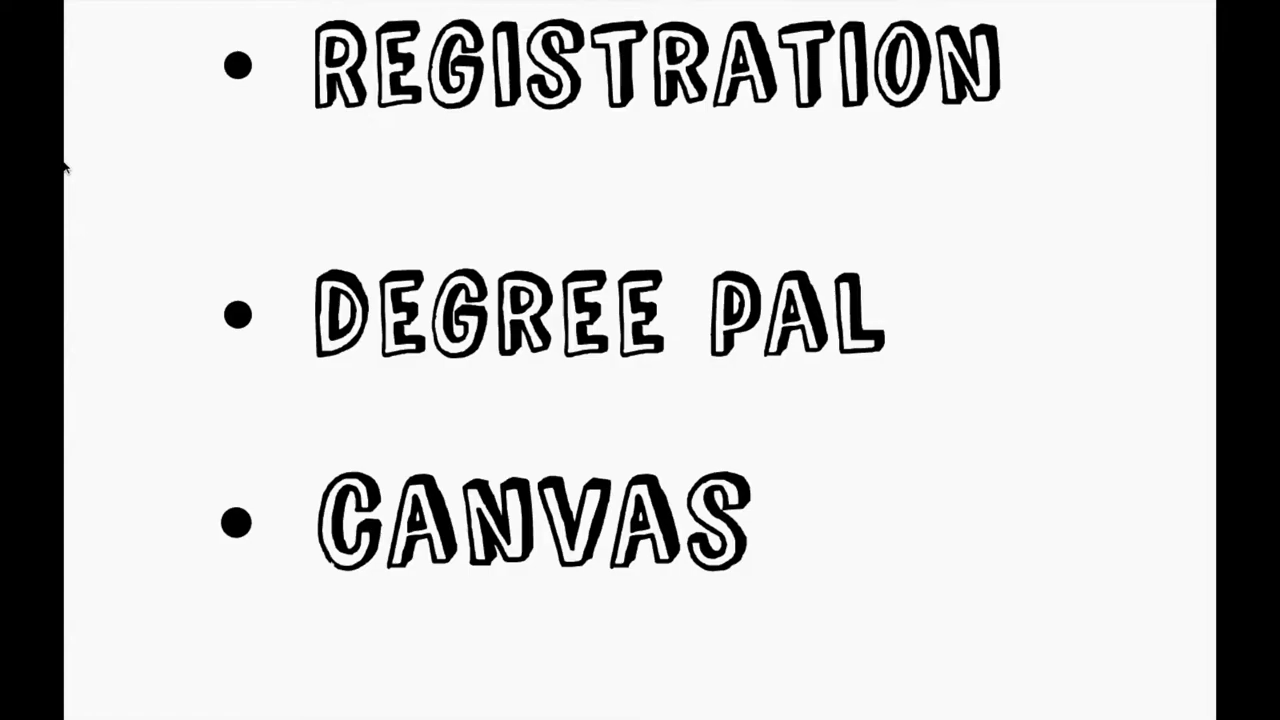 • REGISTRATION
• DEGREE PAL
• CANVAS